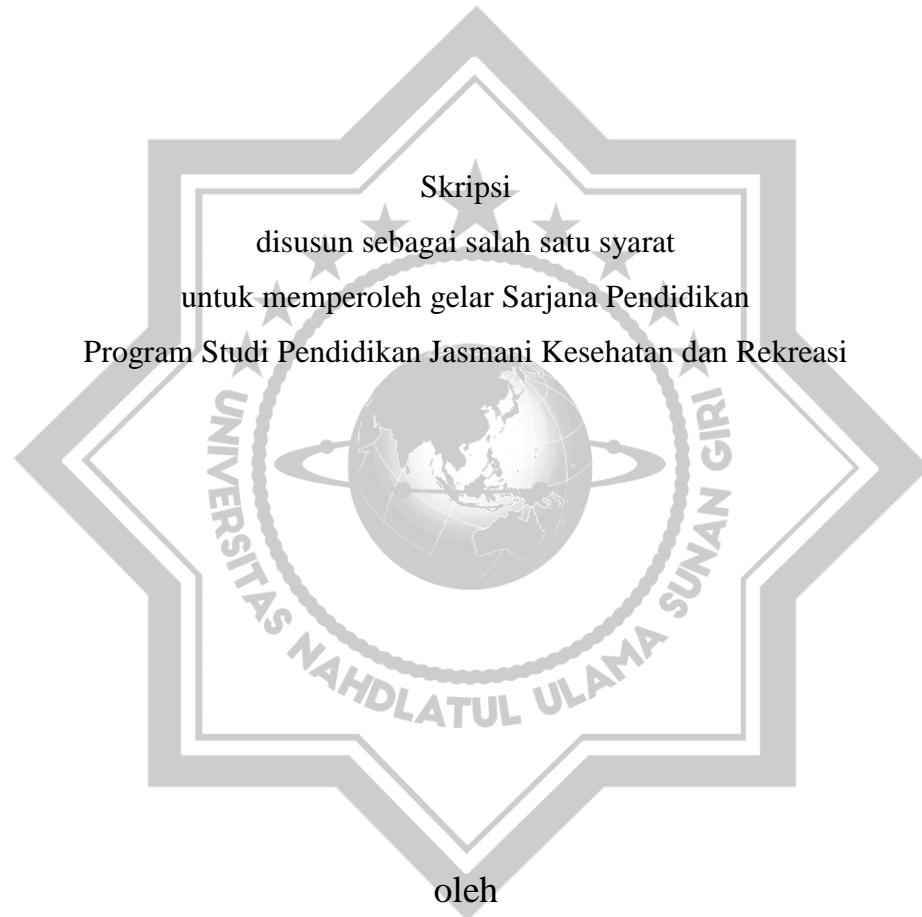 Skripsi
disusun sebagai salah satu syarat
untuk memperoleh gelar Sarjana Pendidikan
Program Studi Pendidikan Jasmani Kesehatan dan Rekreasi
UNIVERSITAS NAHDLATUL ULAMA SUNAN GIRI
oleh